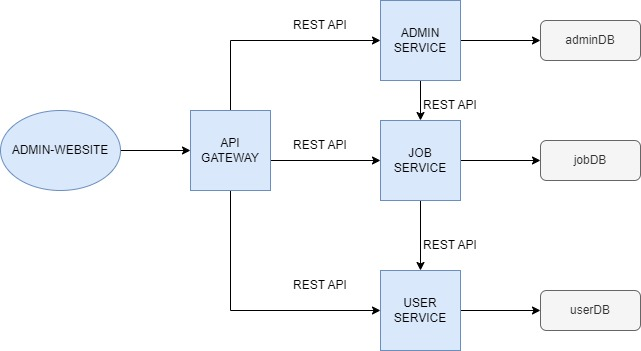 REST API
ADMIN
SERVICE
adminDB
REST API
ADMIN-WEBSITE
API
GATEWAY
REST API
JOB
SERVICE
jobDB
REST API
REST API
USER
SERVICE
userDB